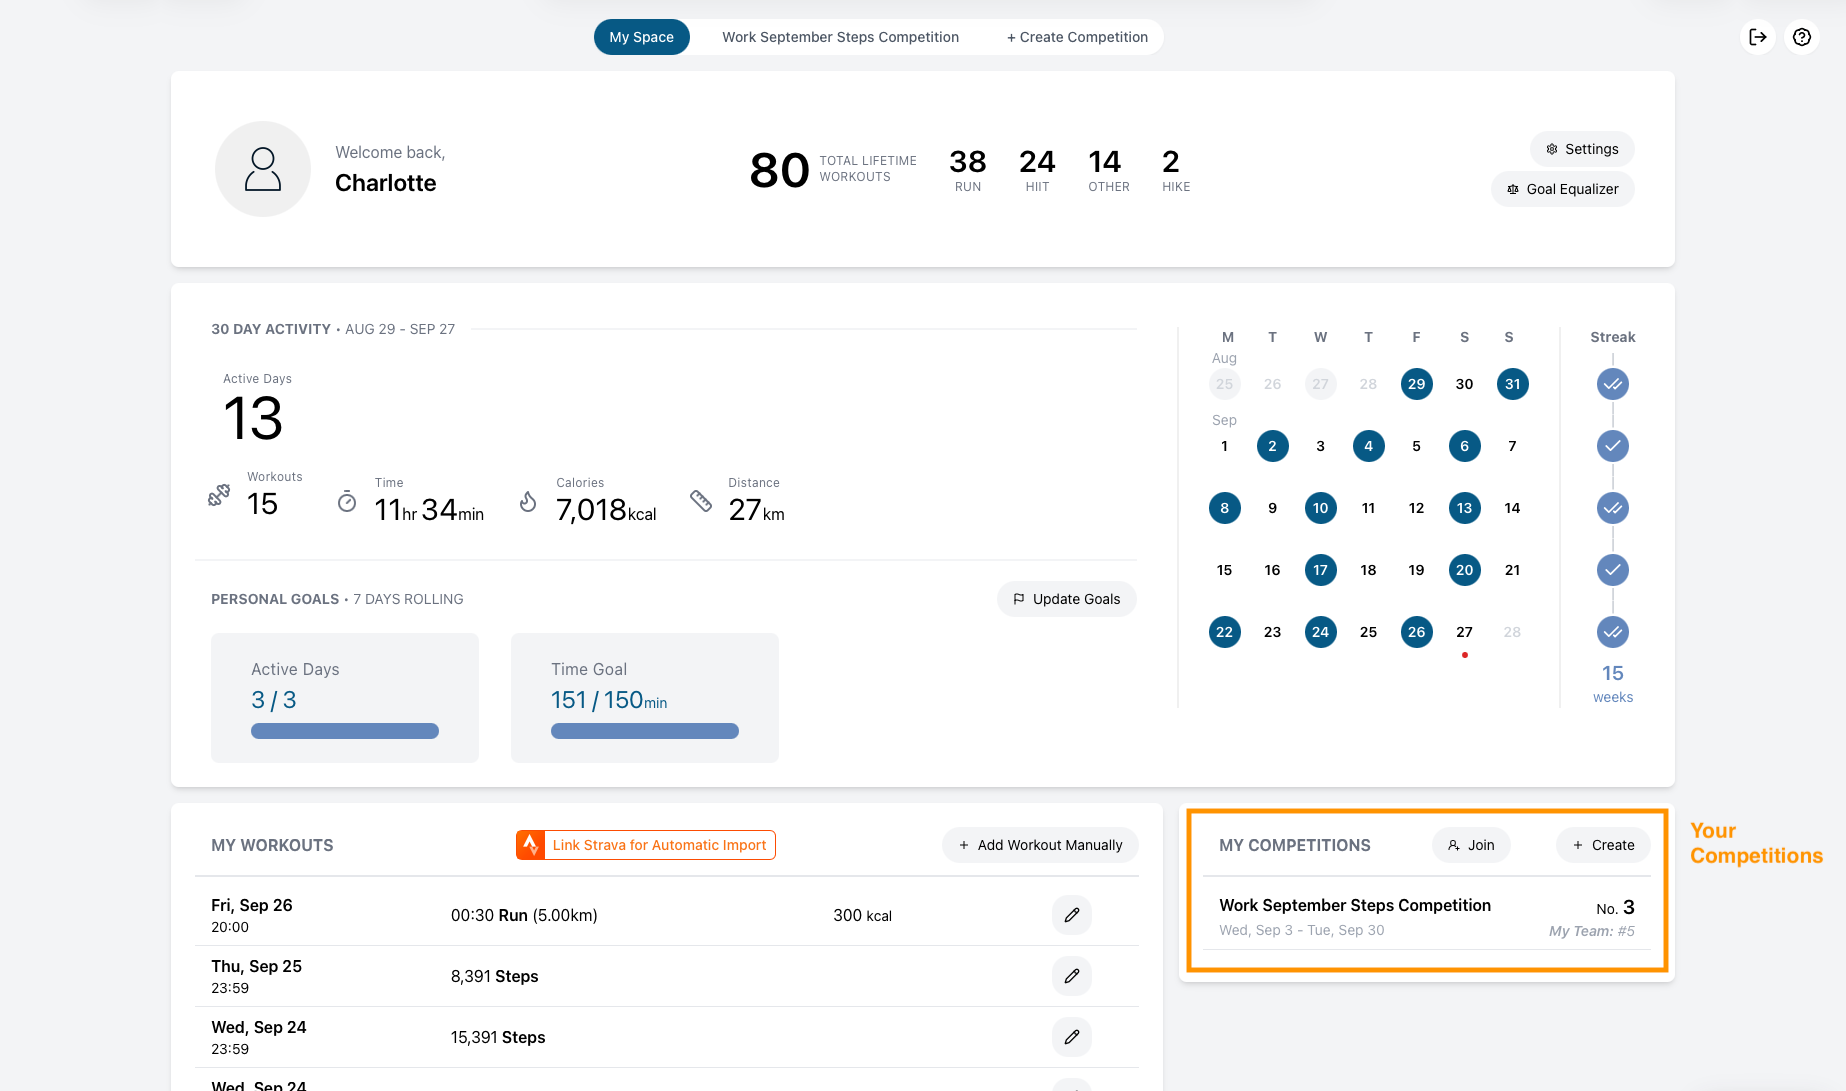 My Space
Work September Steps Competition
+ Create Competition
Welcome back,
Charlotte
80 TOTAL LIFETIME WORKOUTS
38 RUN
24 HIIT
14 OTHER
2 HIKE
Settings
Goal Equalizer
30 DAY ACTIVITY • AUG 29 - SEP 27
Active Days
13
Workouts
15
Time
11hr 34min
Calories
7,018kcal
Distance
27km
PERSONAL GOALS • 7 DAYS ROLLING
Update Goals
Active Days
3 / 3
Time Goal
151 / 150min
M T W T F S S
Aug
25 26 27 28 29 30 31
Sep
1 2 3 4 5 6 7
8 9 10 11 12 13 14
15 16 17 18 19 20 21
22 23 24 25 26 27 28
Streak
15
weeks
MY WORKOUTS
Link Strava for Automatic Import
+ Add Workout Manually
Fri, Sep 26
20:00
00:30 Run (5.00km)
300 kcal
Thu, Sep 25
23:59
8,391 Steps
Wed, Sep 24
23:59
15,391 Steps
Wed, Sep 24
MY COMPETITIONS
Join
+ Create
Work September Steps Competition
No. 3
Wed, Sep 3 - Tue, Sep 30
My Team: #5
Your
Competitions